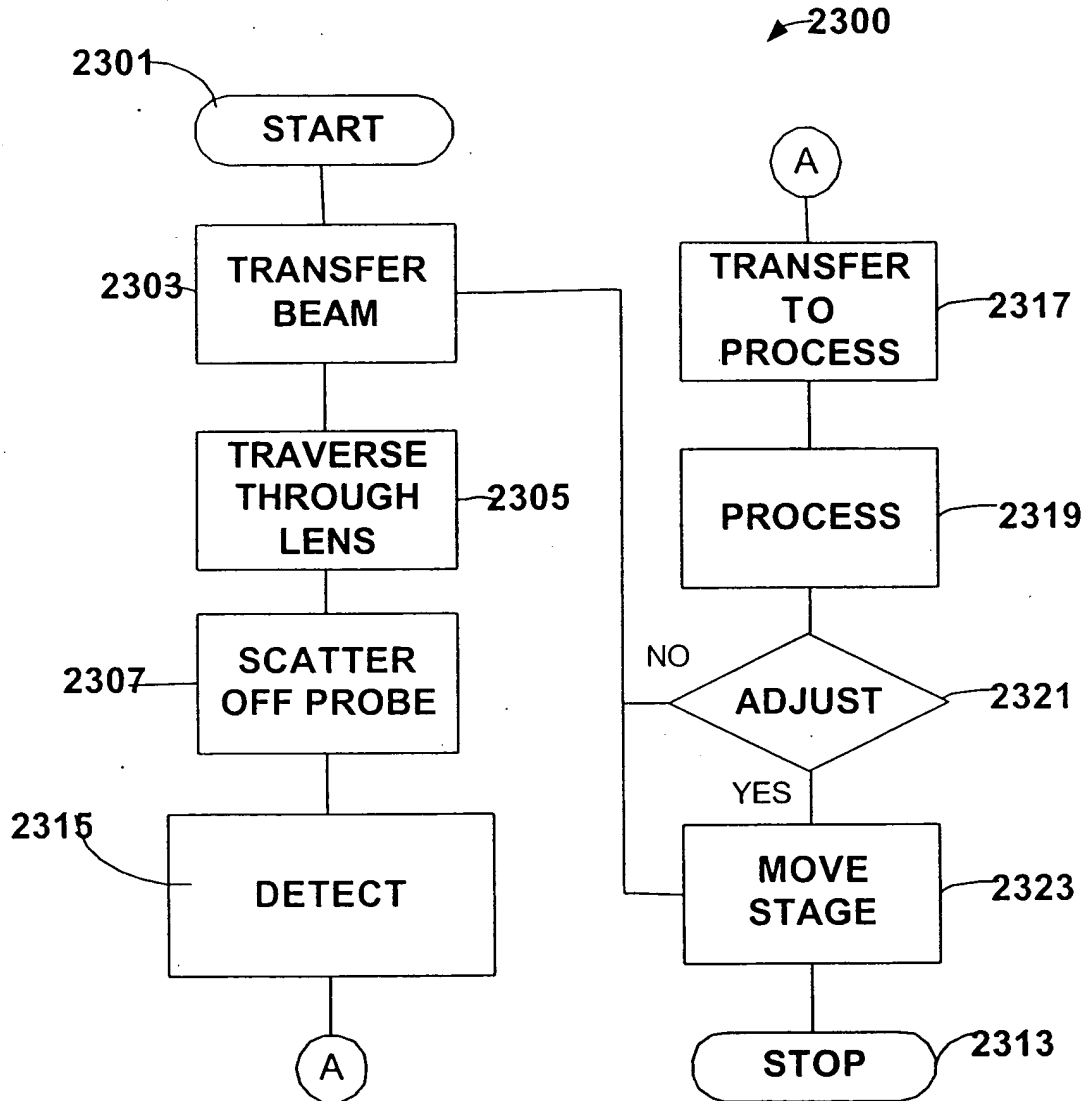 2300
2301
START
2303
TRANSFER
BEAM
TRAVERSE
THROUGH
LENS
2305
2307
SCATTER
OFF PROBE
2315
DETECT
A
A
TRANSFER
TO
PROCESS
2317
PROCESS
2319
NO
ADJUST
2321
YES
MOVE
STAGE
2323
STOP
2313